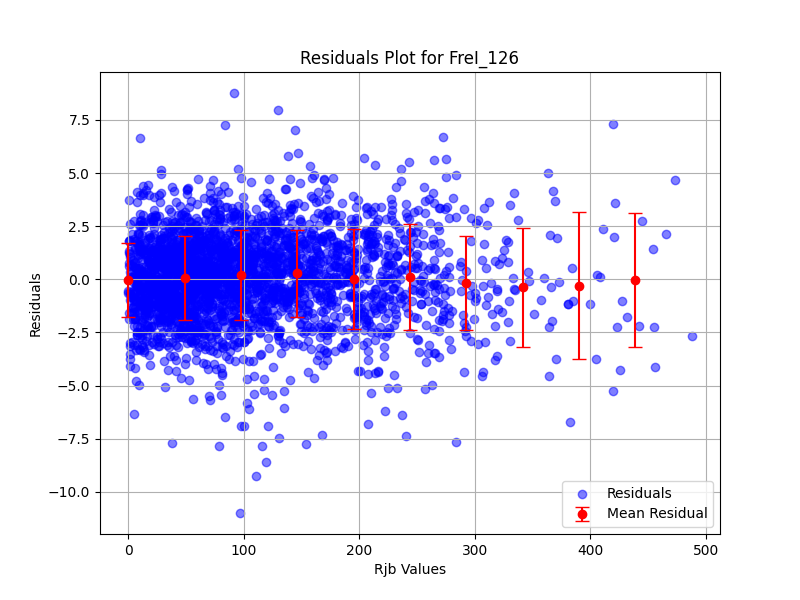 Residuals Plot for FreI_126
Residuals
7.5
5.0
2.5
0.0
−2.5
−5.0
−7.5
−10.0
0 100 200 300 400 500
Rjb Values
Residuals
Mean Residual